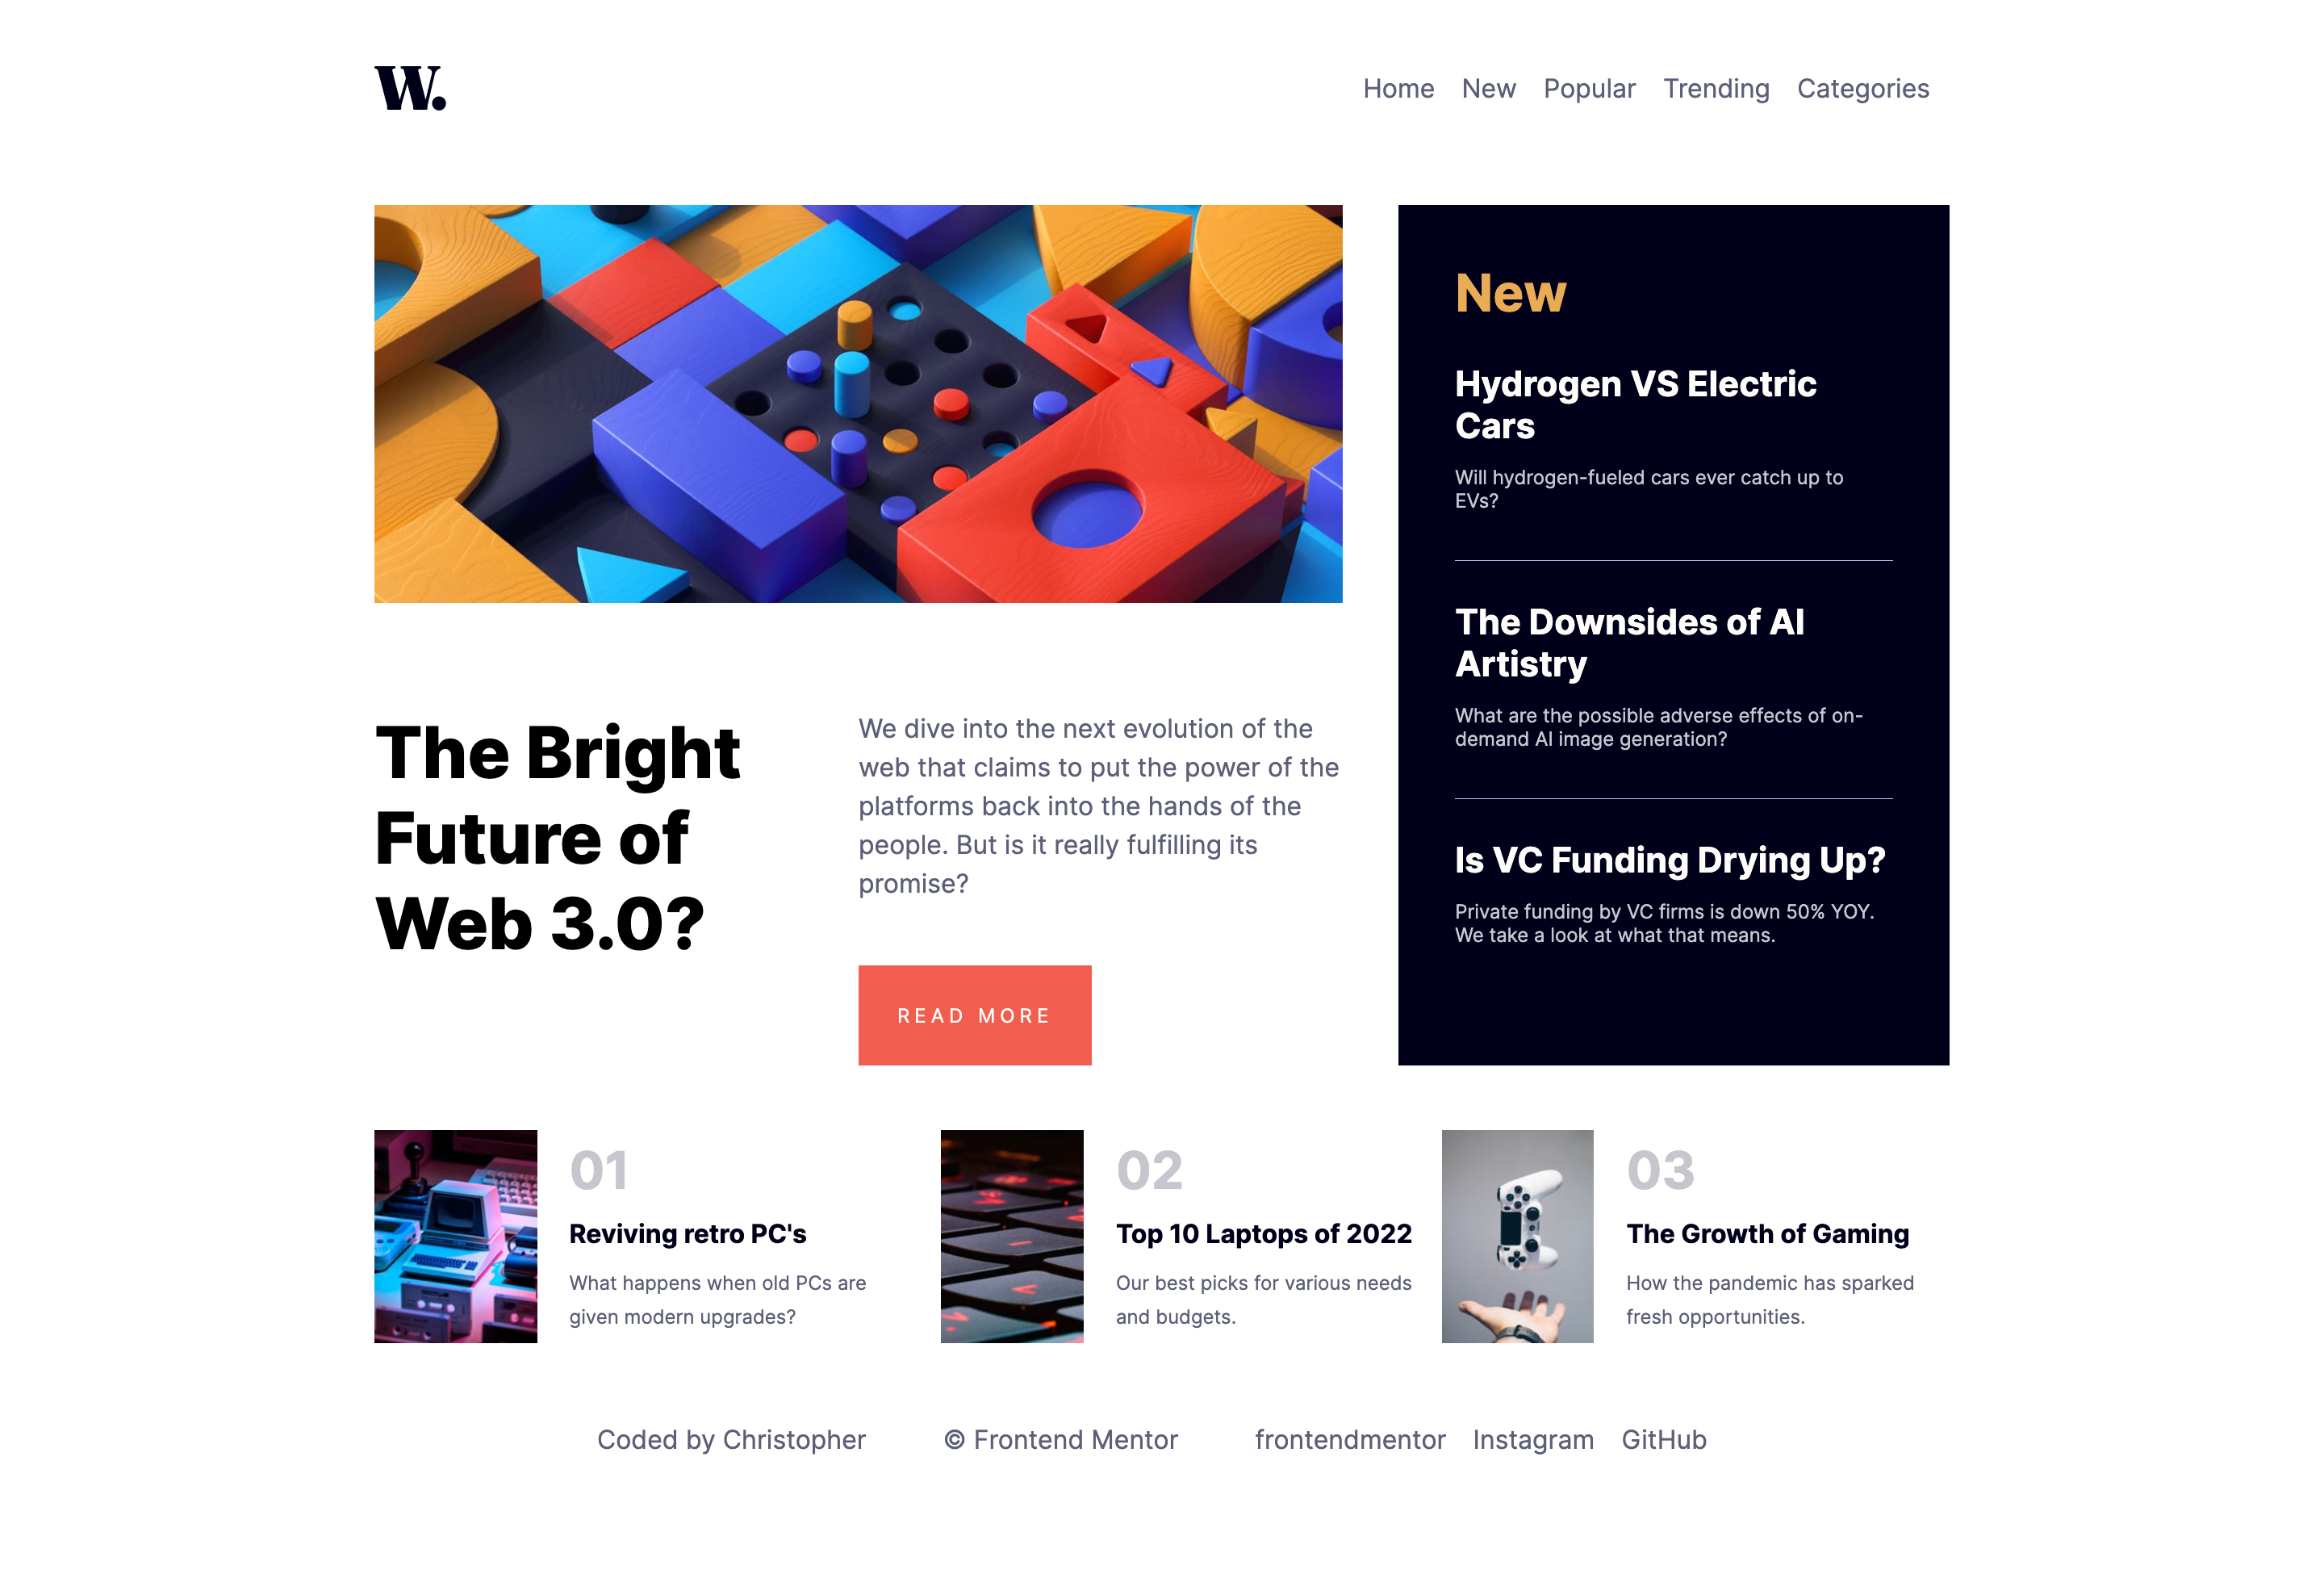 W.
Home New Popular Trending Categories
The Bright
Future of
Web 3.0?
We dive into the next evolution of the
web that claims to put the power of the
platforms back into the hands of the
people. But is it really fulfilling its
promise?
READ MORE
New
Hydrogen VS Electric
Cars
Will hydrogen-fueled cars ever catch up to
EVs?
The Downsides of AI
Artistry
What are the possible adverse effects of on-
demand AI image generation?
Is VC Funding Drying Up?
Private funding by VC firms is down 50% YOY.
We take a look at what that means.
01
Reviving retro PC's
What happens when old PCs are
given modern upgrades?
02
Top 10 Laptops of 2022
Our best picks for various needs
and budgets.
03
The Growth of Gaming
How the pandemic has sparked
fresh opportunities.
Coded by Christopher © Frontend Mentor frontendmentor Instagram GitHub